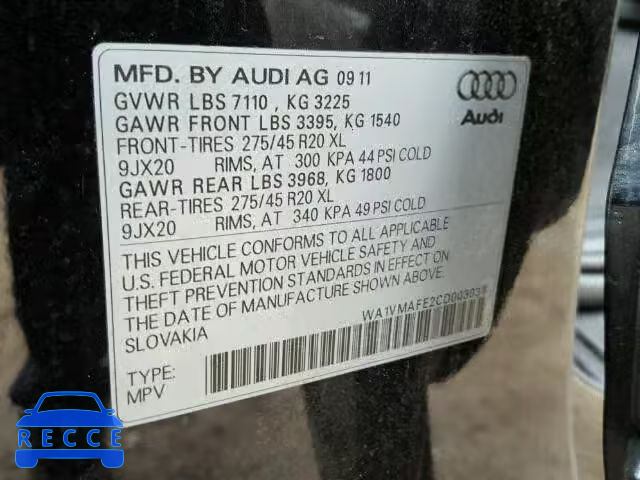 MFD. BY AUDI AG 09 11
GVWR LBS 7110 , KG 3225
GAWR FRONT LBS 3395, KG 1540
FRONT-TIRES 275/45 R20 XL
9JX20 RIMS, AT 300 KPA 44 PSI COLD
GAWR REAR LBS 3968, KG 1800
REAR-TIRES 275/45 R20 XL
9JX20 RIMS, AT 340 KPA 49 PSI COLD
Audi
THIS VEHICLE CONFORMS TO ALL APPLICABLE
U.S. FEDERAL MOTOR VEHICLE SAFETY AND
THEFT PREVENTION STANDARDS IN EFFECT ON
DATE OF MANUFACTURE SHOWN ABOVE.
SLOVAKIA
TYPE:
MPV
RECCE